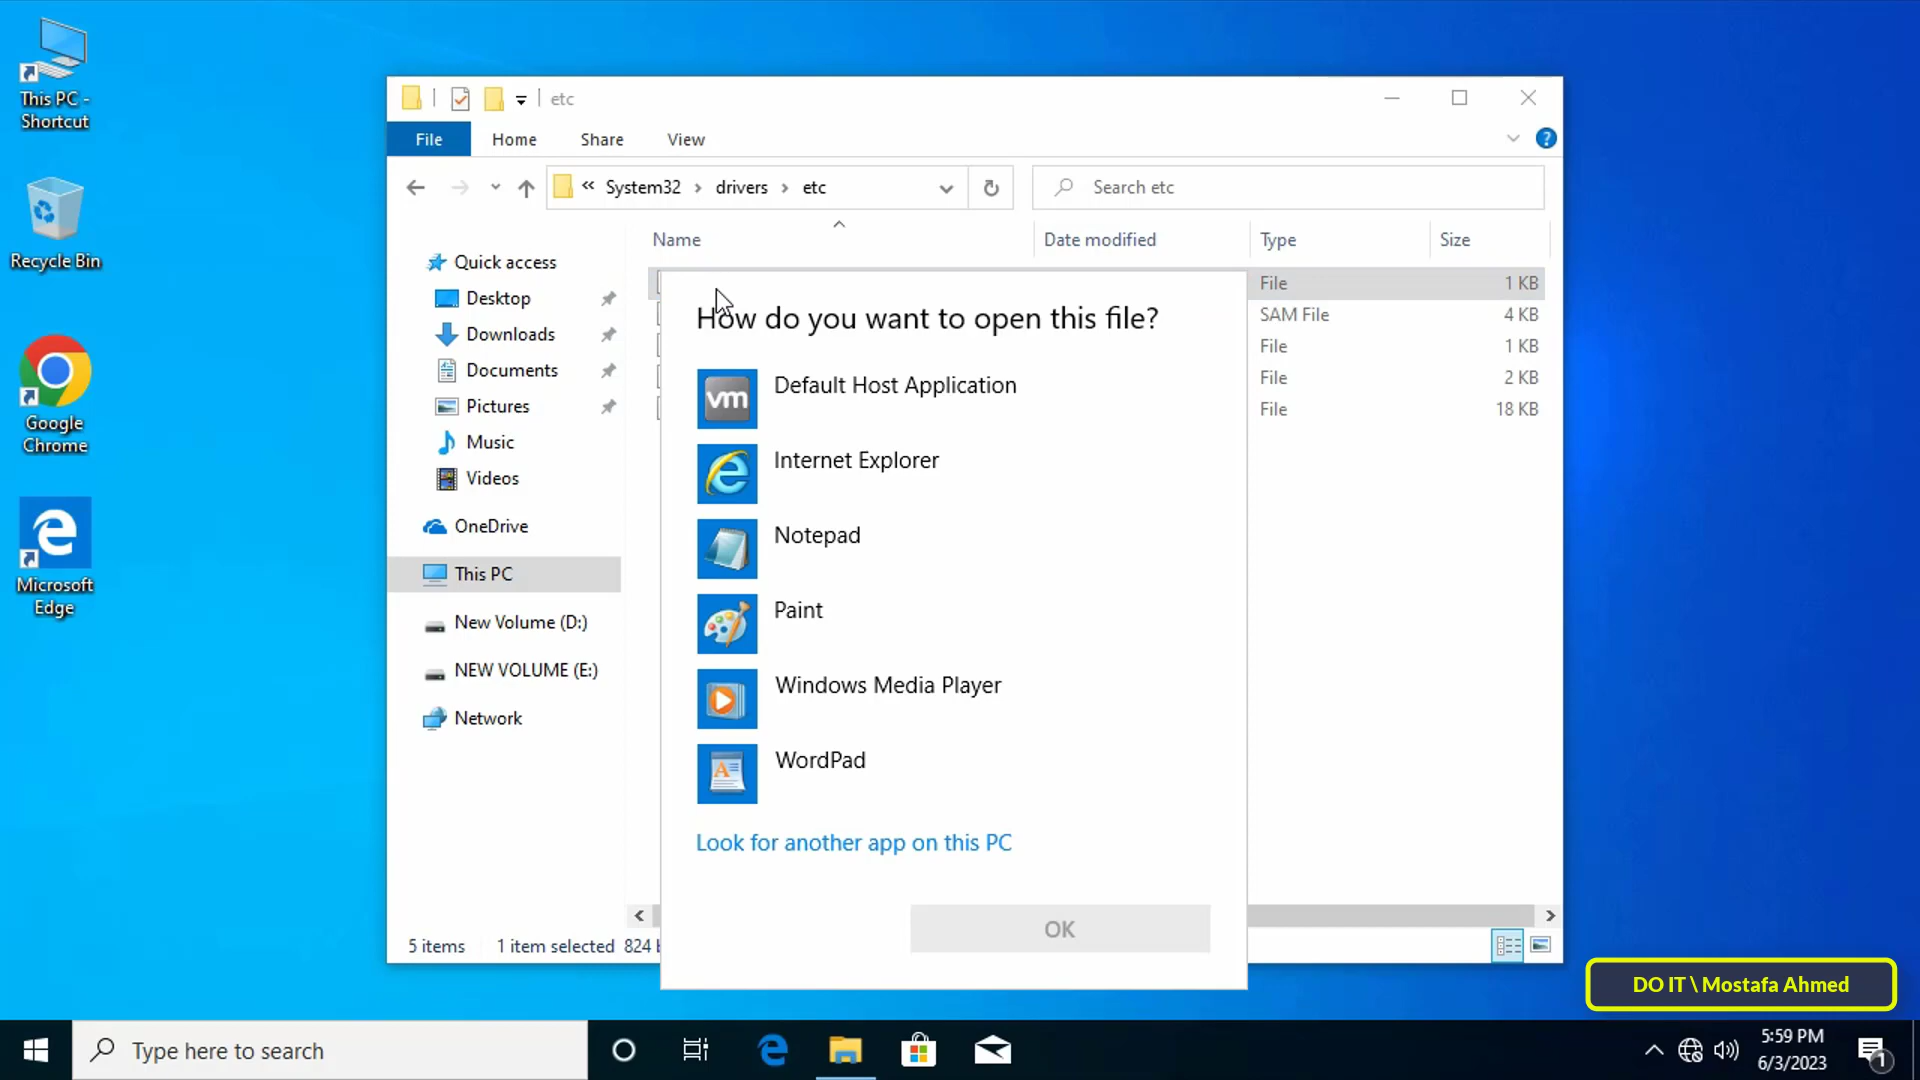 This PC -
Shortcut
Recycle Bin
Google
Chrome
Microsoft
Edge
etc
File Home Share View
« System32 › drivers › etc
Search etc
Name Date modified Type Size
Quick access
Desktop
Downloads
Documents
Pictures
Music
Videos
OneDrive
This PC
New Volume (D:)
NEW VOLUME (E:)
Network
File 1 KB
SAM File 4 KB
File 1 KB
File 2 KB
File 18 KB
How do you want to open this file?
vm Default Host Application
Internet Explorer
Notepad
Paint
Windows Media Player
WordPad
Look for another app on this PC
OK
5 items 1 item selected 824
DO IT \ Mostafa Ahmed
Type here to search
5:59 PM
6/3/2023
1